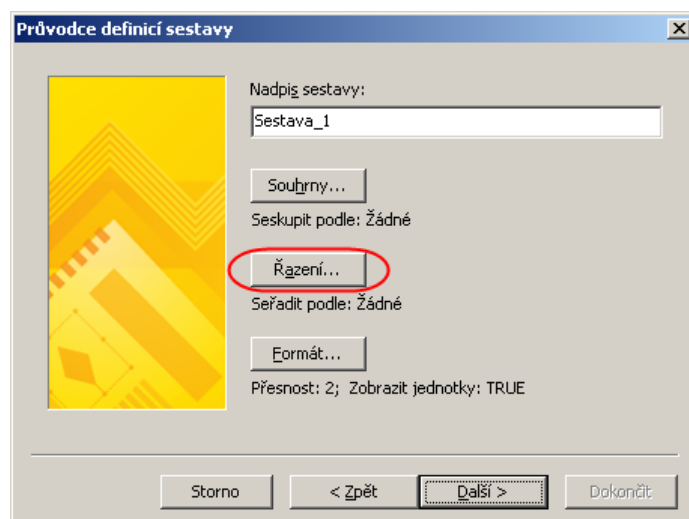 Průvodce definicí sestavy
Nadpis sestavy:
Sestava_1
Souhrny...
Seskupit podle: Žádné
Řazení...
Seřadit podle: Žádné
Formát...
Přesnost: 2; Zobrazit jednotky: TRUE
Storno < Zpět Další > Dokončit